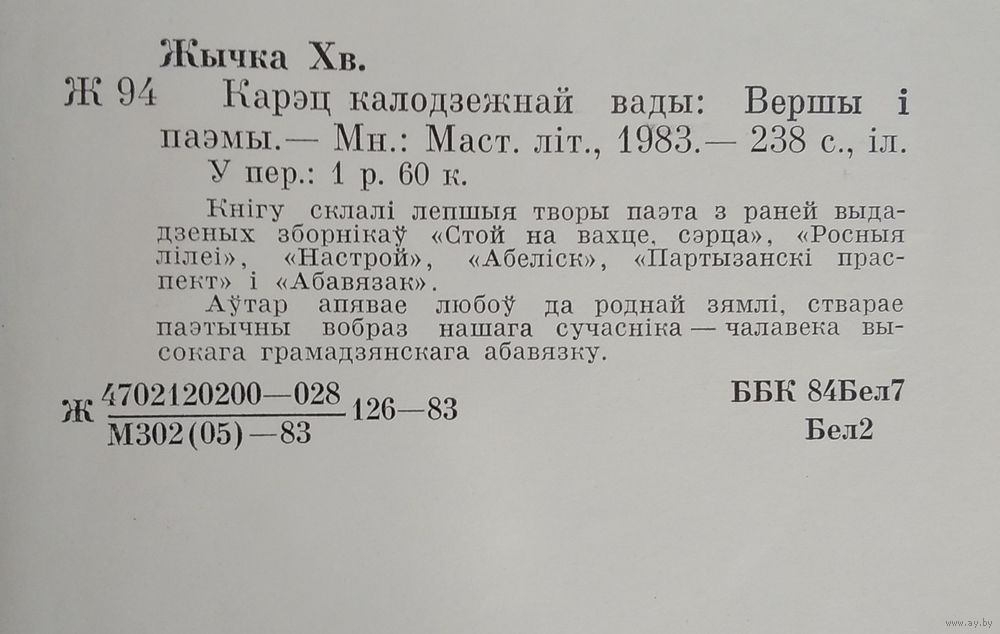 Жычка Хв.
Ж 94 Карэц калодзежнай вады: Вершы і
паэмы.— Мн.: Маст. літ., 1983.— 238 с., іл.
У пер.: 1 р. 60 к.
Кнігу склалі лепшыя творы паэта з раней выда-
дзеных зборнікаў «Стой на вахце, сэрца», «Росныя
лілеі», «Настрой», «Абеліск», «Партызанскі прас-
пект» і «Абавязак».
Аўтар апявае любоў да роднай зямлі, стварае
паэтычны вобраз нашага сучасніка — чалавека вы-
сокага грамадзянскага абавязку.
Ж 4702120200—028 126—83
М302(05)—83
ББК 84Бел7
Бел2
www.ay.by